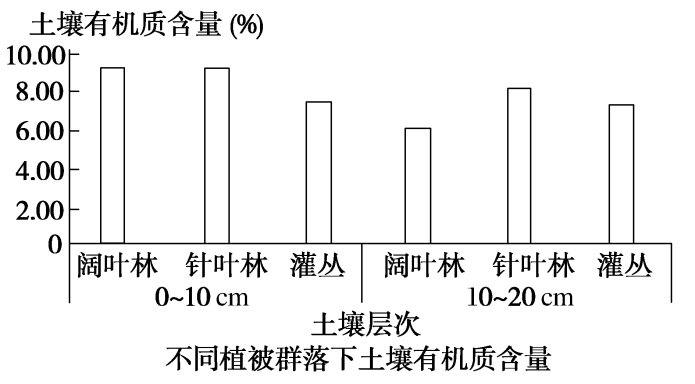 土壤有机质含量 (%)
10.00
8.00
6.00
4.00
2.00
0
阔叶林 针叶林 灌丛 阔叶林 针叶林 灌丛
0~10 cm 10~20 cm
土壤层次
不同植被群落下土壤有机质含量